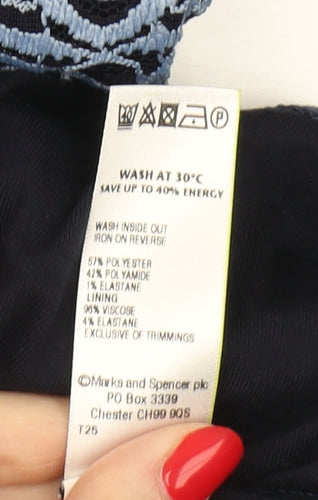 P
WASH AT 30°C
SAVE UP TO 40% ENERGY
WASH INSIDE OUT
IRON ON REVERSE
57% POLYESTER
42% POLYAMIDE
1% ELASTANE
LINING
96% VISCOSE
4% ELASTANE
EXCLUSIVE OF TRIMMINGS
©Marks and Spencer plc
PO Box 3339
Chester CH99 9QS
T25